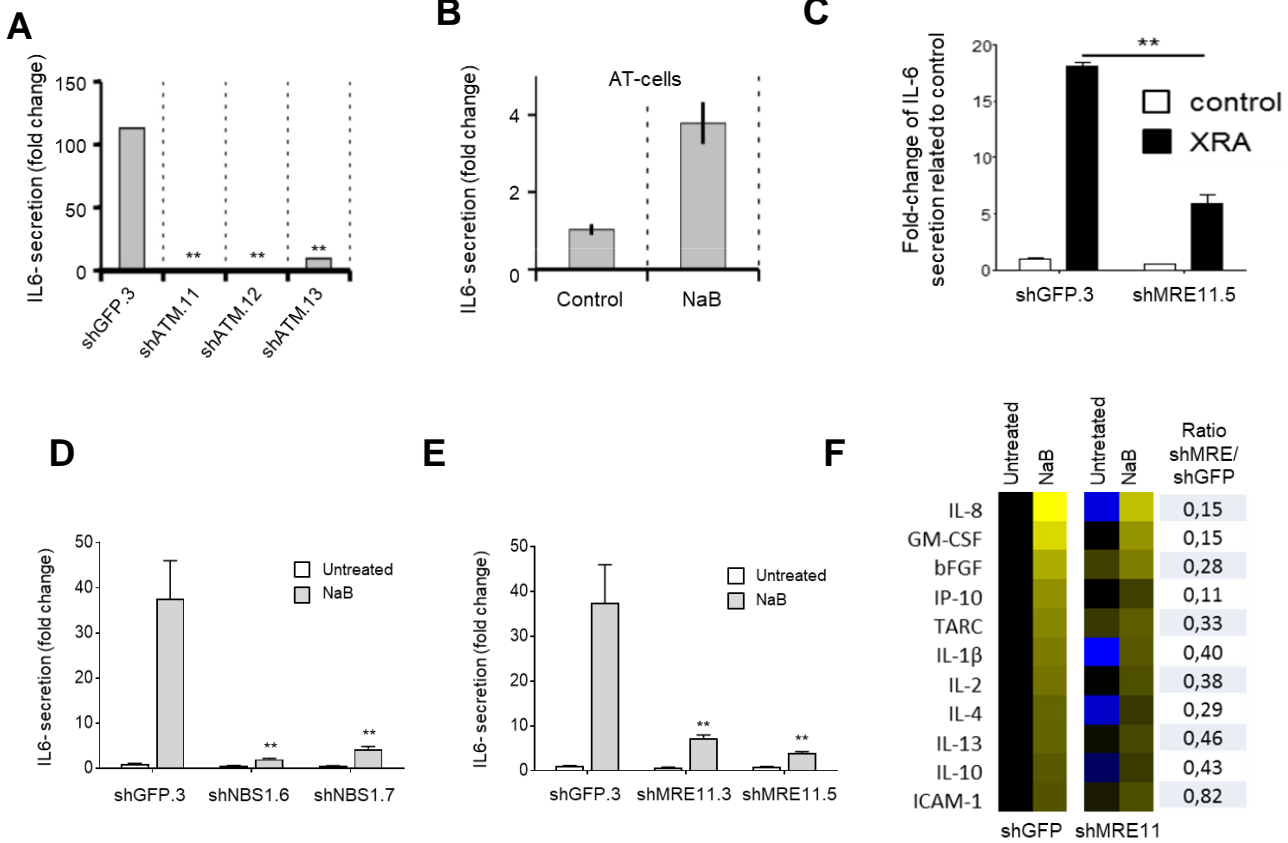 A
IL6- secretion (fold change)
150
100
50
0
**
**
**
shGFP.3
shATM.11
shATM.12
shATM.13
B
IL6- secretion (fold change)
AT-cells
4
2
0
Control
NaB
C
Fold-change of IL-6
secretion related to control
20
15
10
5
0
**
control
XRA
shGFP.3
shMRE11.5
D
IL6- secretion (fold change)
50
40
30
20
10
0
Untreated
NaB
**
**
shGFP.3
shNBS1.6
shNBS1.7
E
IL6- secretion (fold change)
50
40
30
20
10
0
Untreated
NaB
**
**
shGFP.3
shMRE11.3
shMRE11.5
F
Untreated
NaB
Untretated
NaB
Ratio
shMRE/
shGFP
IL-8 0,15
GM-CSF 0,15
bFGF 0,28
IP-10 0,11
TARC 0,33
IL-1β 0,40
IL-2 0,38
IL-4 0,29
IL-13 0,46
IL-10 0,43
ICAM-1 0,82
shGFP shMRE11